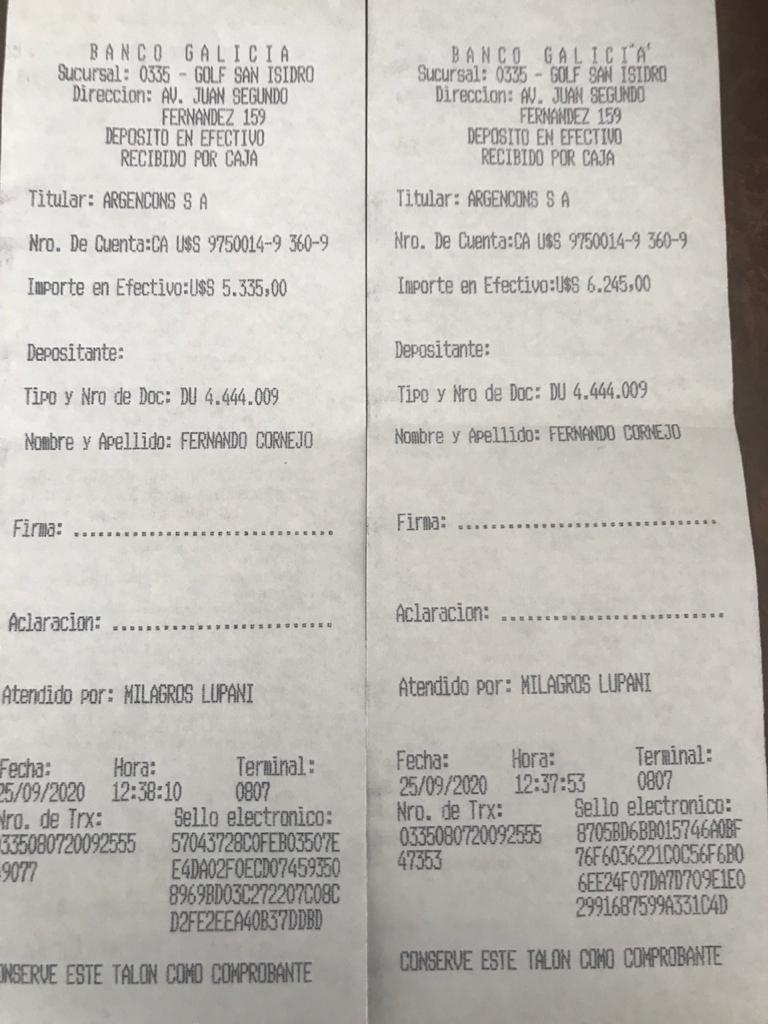 BANCO GALICIA
Sucursal: 0335 - GOLF SAN ISIDRO
Direccion: AV. JUAN SEGUNDO
FERNANDEZ 159
DEPOSITO EN EFECTIVO
RECIBIDO POR CAJA
Titular: ARGENCONS S A
Nro. De Cuenta:CA U$S 9750014-9 360-9
Importe en Efectivo:U$S 5.335,00
Depositante:
Tipo y Nro de Doc: DU 4.444.009
Nombre y Apellido: FERNANDO CORNEJO
Firma: ...............................
Aclaracion: ..........................
Atendido por: MILAGROS LUPANI
Fecha: Hora: Terminal:
25/09/2020 12:38:10 0807
Nro. de Trx: Sello electronico:
0335080720092555 57043728C0FEB03507E
49077 E4DA02F0ECD07459350
8969BD03C272207C08C
D2FE2EEA40B37DDBD
CONSERVE ESTE TALON COMO COMPROBANTE
BANCO GALICIA
Sucursal: 0335 - GOLF SAN ISIDRO
Direccion: AV. JUAN SEGUNDO
FERNANDEZ 159
DEPOSITO EN EFECTIVO
RECIBIDO POR CAJA
Titular: ARGENCONS S A
Nro. De Cuenta:CA U$S 9750014-9 360-9
Importe en Efectivo:U$S 6.245,00
Depositante:
Tipo y Nro de Doc: DU 4.444.009
Nombre y Apellido: FERNANDO CORNEJO
Firma: ...............................
Aclaracion: ..........................
Atendido por: MILAGROS LUPANI
Fecha: Hora: Terminal:
25/09/2020 12:37:53 0807
Nro. de Trx: Sello electronico:
0335080720092555 8705BD6BB015746A0BF
47353 76F6036221C0C56F6B0
6EE24F07DA7D709E1E0
2991687599A331C4D
CONSERVE ESTE TALON COMO COMPROBANTE